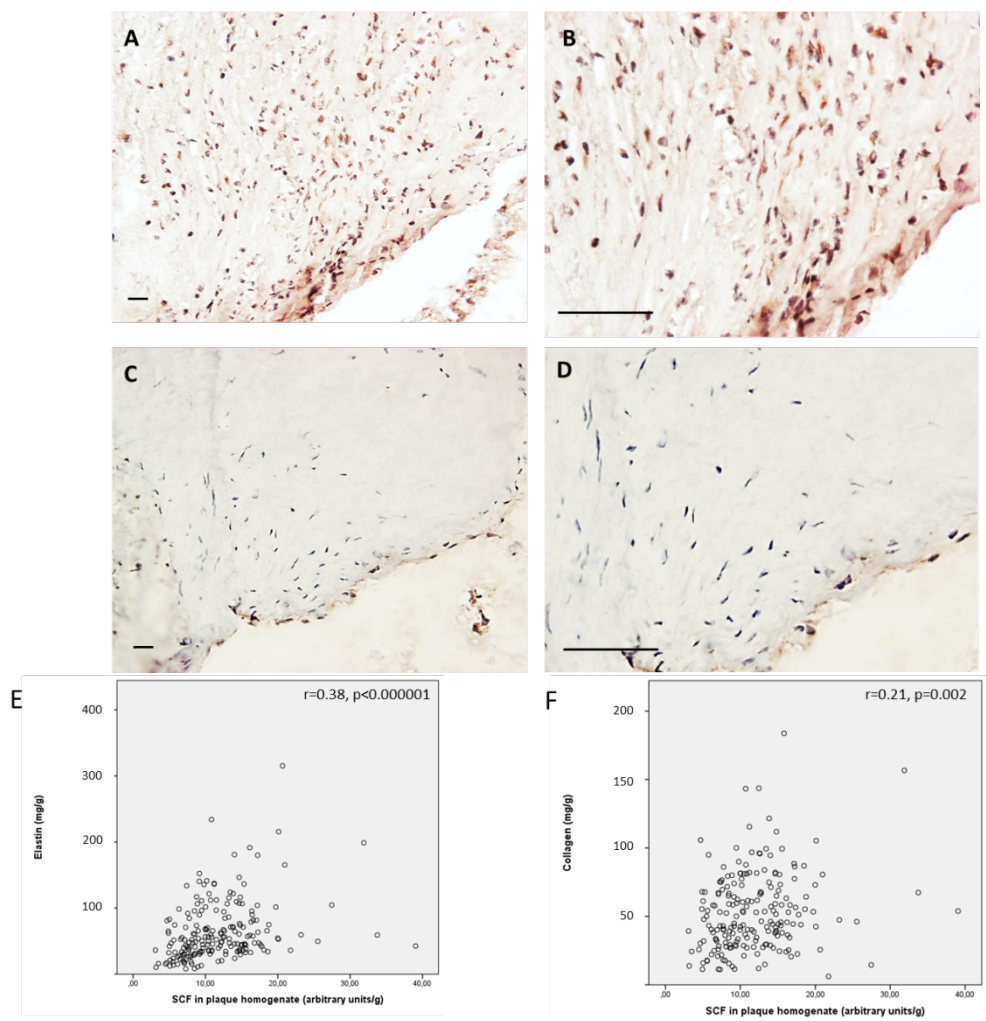 A
B
C
D
E
r=0.38, p<0.000001
400
300
200
100
Elastin (mg/g)
,00
10,00
20,00
30,00
40,00
SCF in plaque homogenate (arbitrary units/g)
F
r=0.21, p=0.002
200
150
100
50
Collagen (mg/g)
,00
10,00
20,00
30,00
40,00
SCF in plaque homogenate (arbitrary units/g)